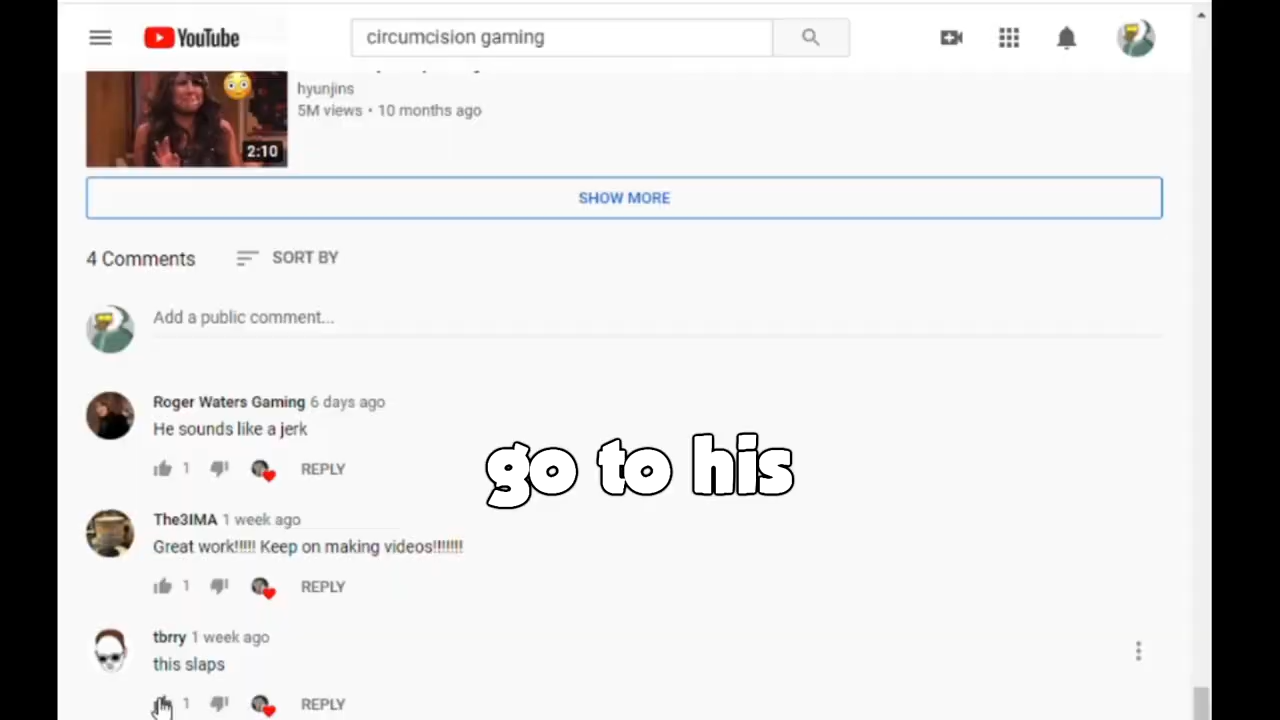 YouTube
circumcision gaming
hyunjins
5M views • 10 months ago
2:10
SHOW MORE
4 Comments
SORT BY
Add a public comment...
Roger Waters Gaming 6 days ago
He sounds like a jerk
1 REPLY
go to his
The3IMA 1 week ago
Great work!!!!! Keep on making videos!!!!!!!
1 REPLY
tbrry 1 week ago
this slaps
1 REPLY